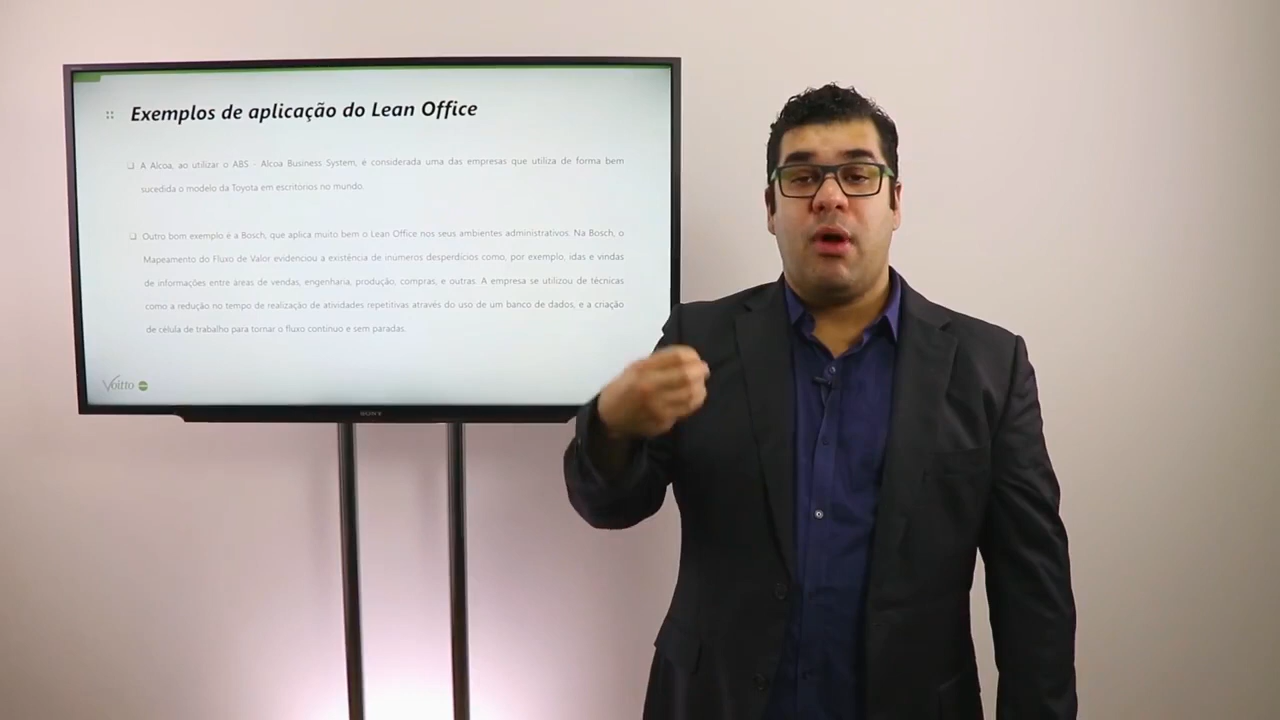 Exemplos de aplicação do Lean Office
A Alcoa, ao utilizar o ABS - Alcoa Business System, é considerada uma das empresas que utiliza de forma bem
sucedida o modelo da Toyota em escritórios no mundo.
Outro bom exemplo é a Bosch, que aplica muito bem o Lean Office nos seus ambientes administrativos. Na Bosch, o
Mapeamento do Fluxo de Valor evidenciou a existência de inúmeros desperdícios como, por exemplo, idas e vindas
de informações entre áreas de vendas, engenharia, produção, compras, e outras. A empresa se utilizou de técnicas
como a redução no tempo de realização de atividades repetitivas através do uso de um banco de dados, e a criação
de célula de trabalho para tornar o fluxo contínuo e sem paradas.
Voitto
SONY